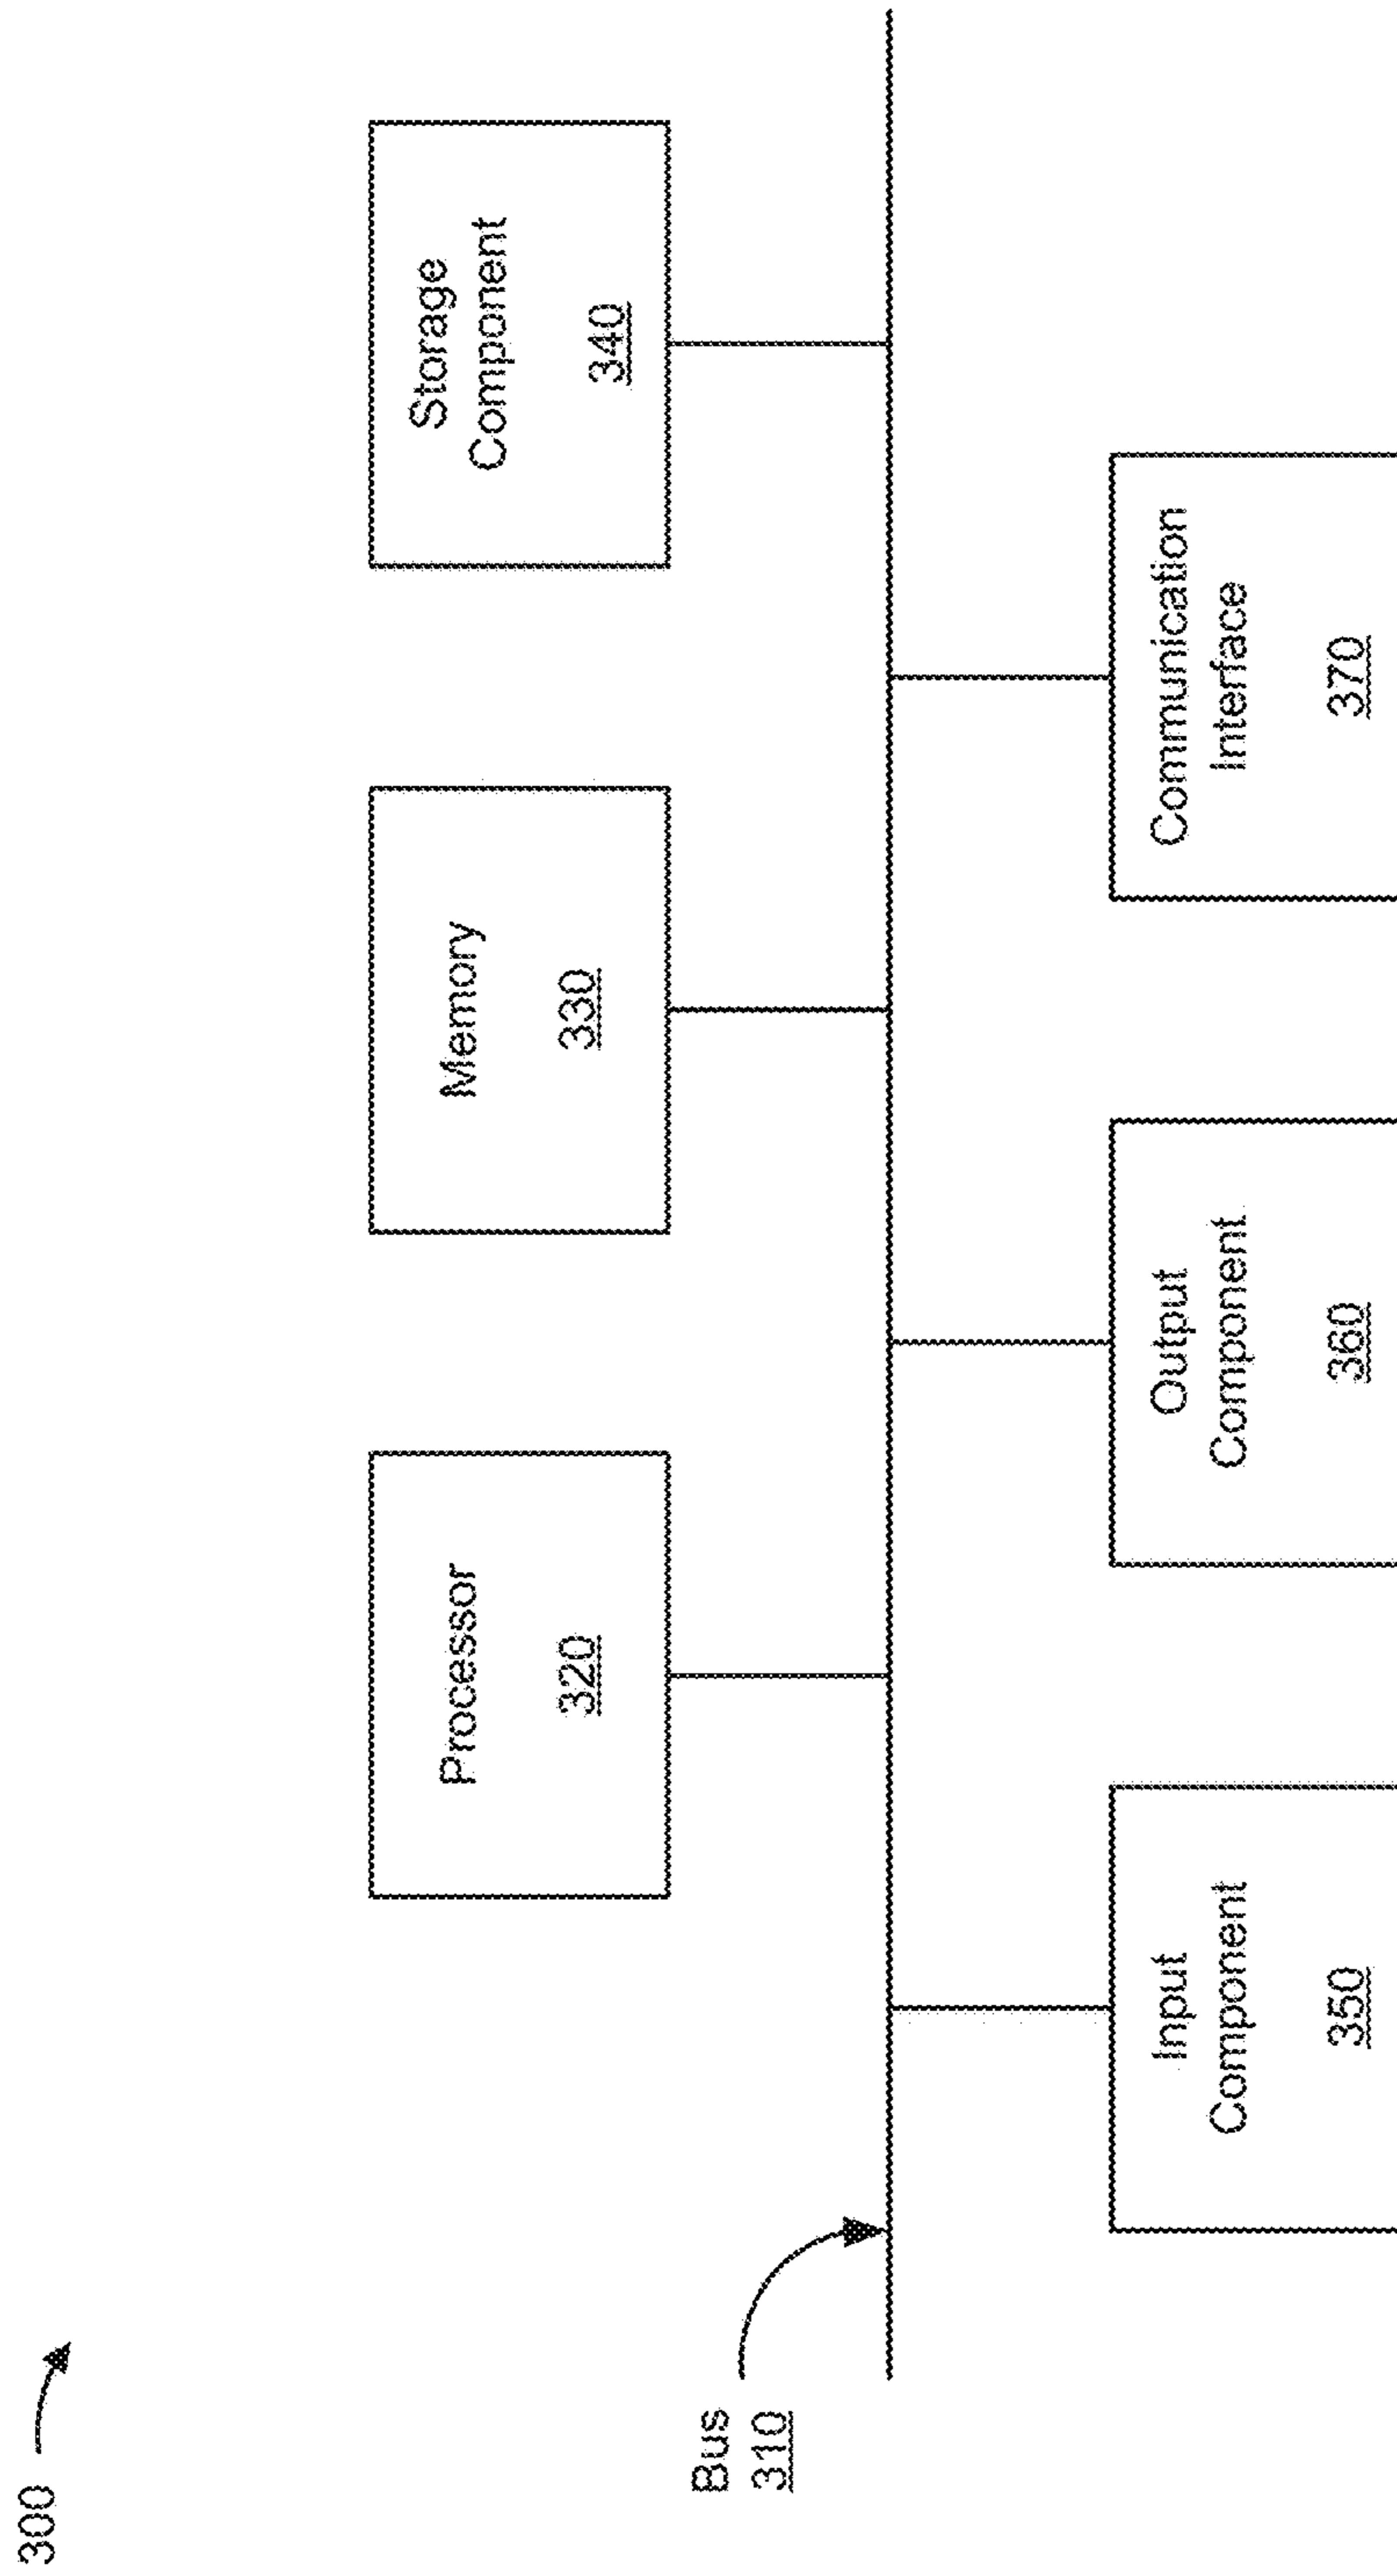 300
Bus
310
Processor
320
Memory
330
Storage
Component
340
Input
Component
350
Output
Component
360
Communication
Interface
370